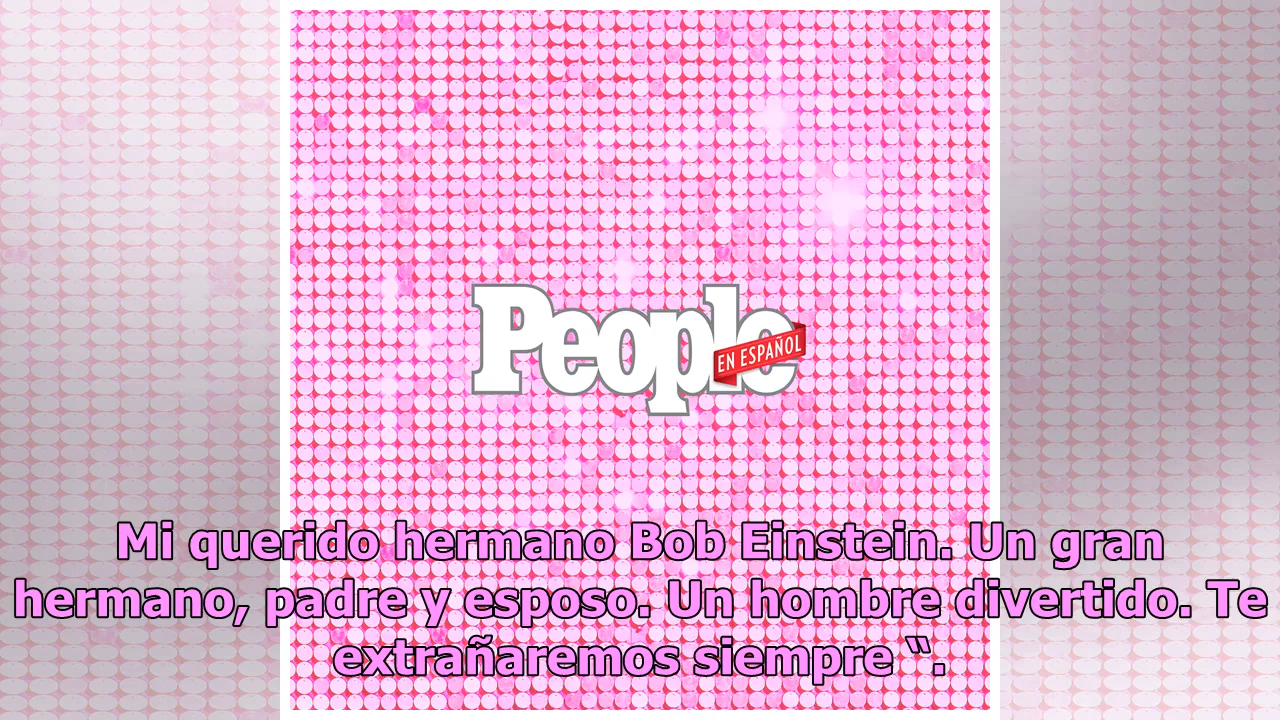 People
EN ESPAÑOL
Mi querido hermano Bob Einstein. Un gran
hermano, padre y esposo. Un hombre divertido. Te
extrañaremos siempre “.